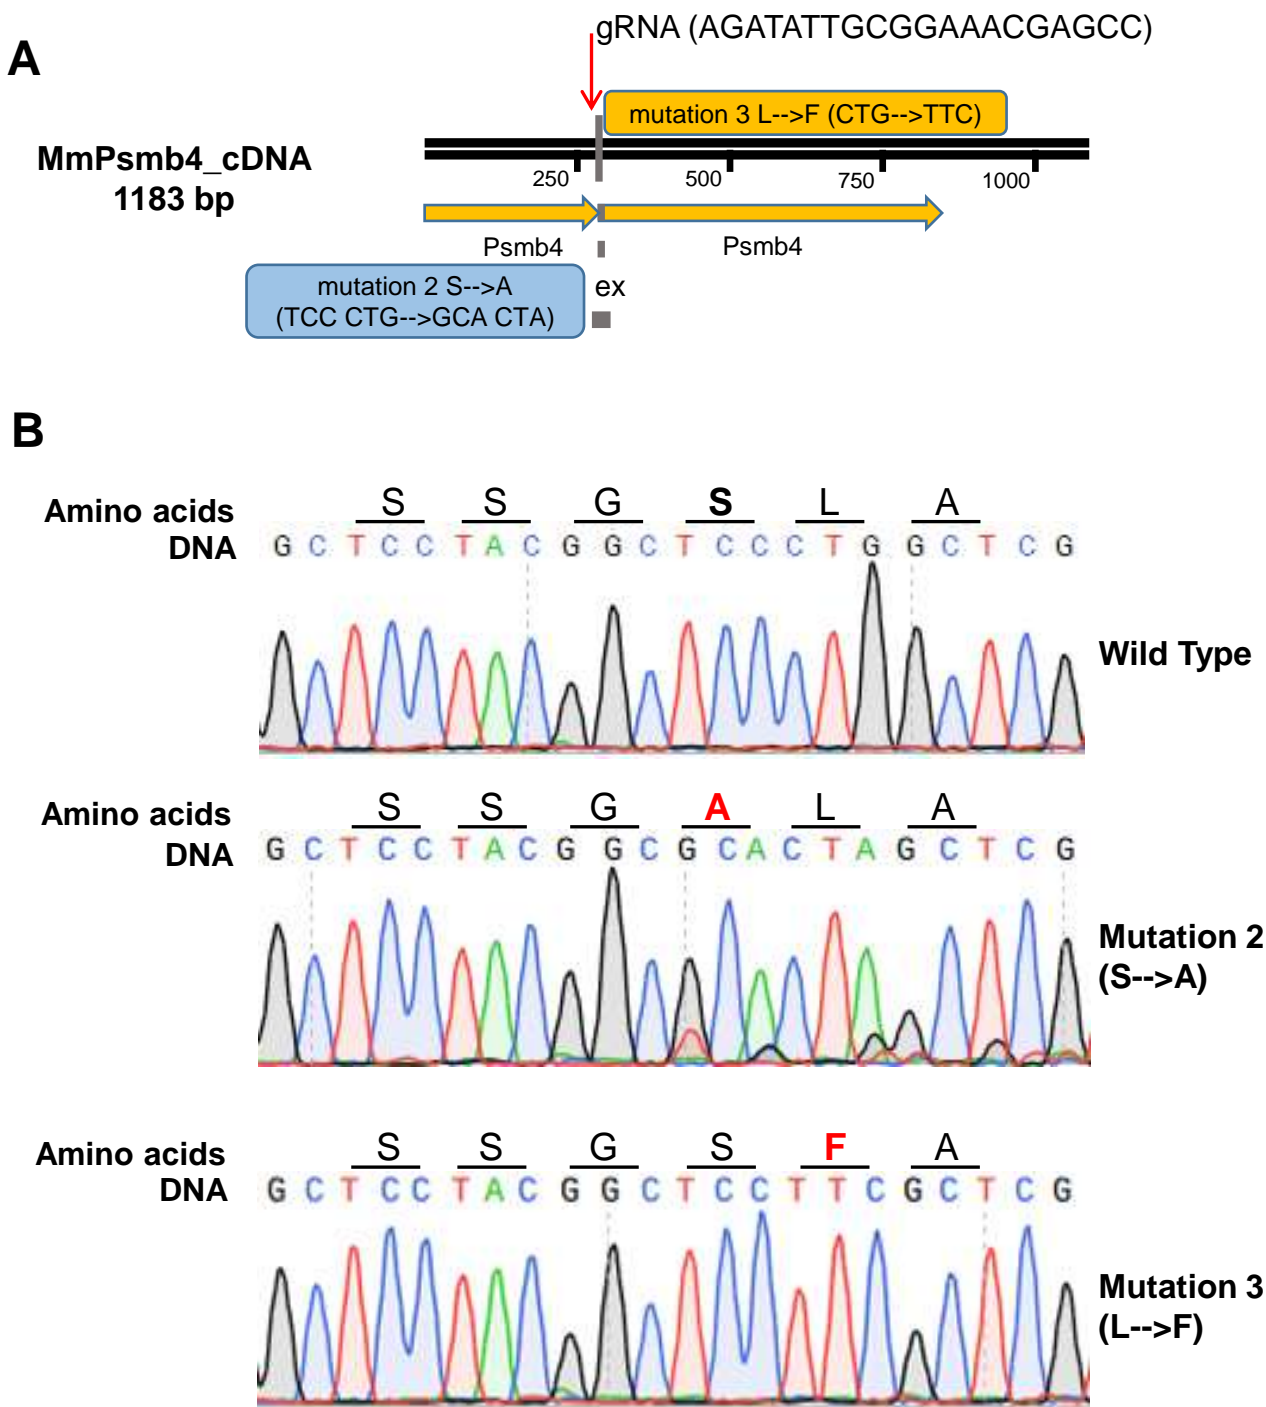 A
gRNA (AGATATTGCGGAAACGAGCC)
mutation 3 L-->F (CTG-->TTC)
MmPsmb4_cDNA
1183 bp
250 500 750 1000
Psmb4 Psmb4
mutation 2 S-->A
(TCC CTG-->GCA CTA)
ex
B
Amino acids S S G S L A
DNA G C T C C T A C G G C T C C C T G G C T C G
Wild Type
Amino acids S S G A L A
DNA G C T C C T A C G G C G C A C T A G C T C G
Mutation 2
(S-->A)
Amino acids S S G S F A
DNA G C T C C T A C G G C T C C T T C G C T C G
Mutation 3
(L-->F)